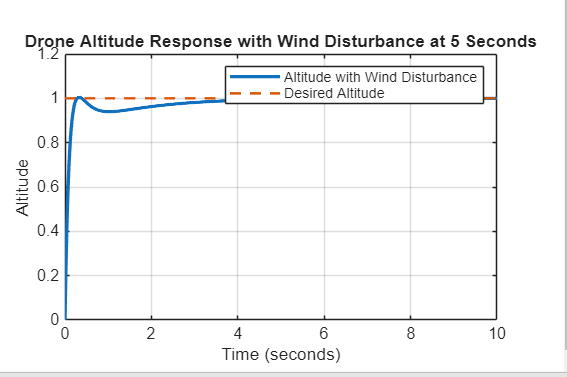 Drone Altitude Response with Wind Disturbance at 5 Seconds
1.2
Altitude with Wind Disturbance
Desired Altitude
1
0.8
0.6
0.4
0.2
0
Altitude
0 2 4 6 8 10
Time (seconds)